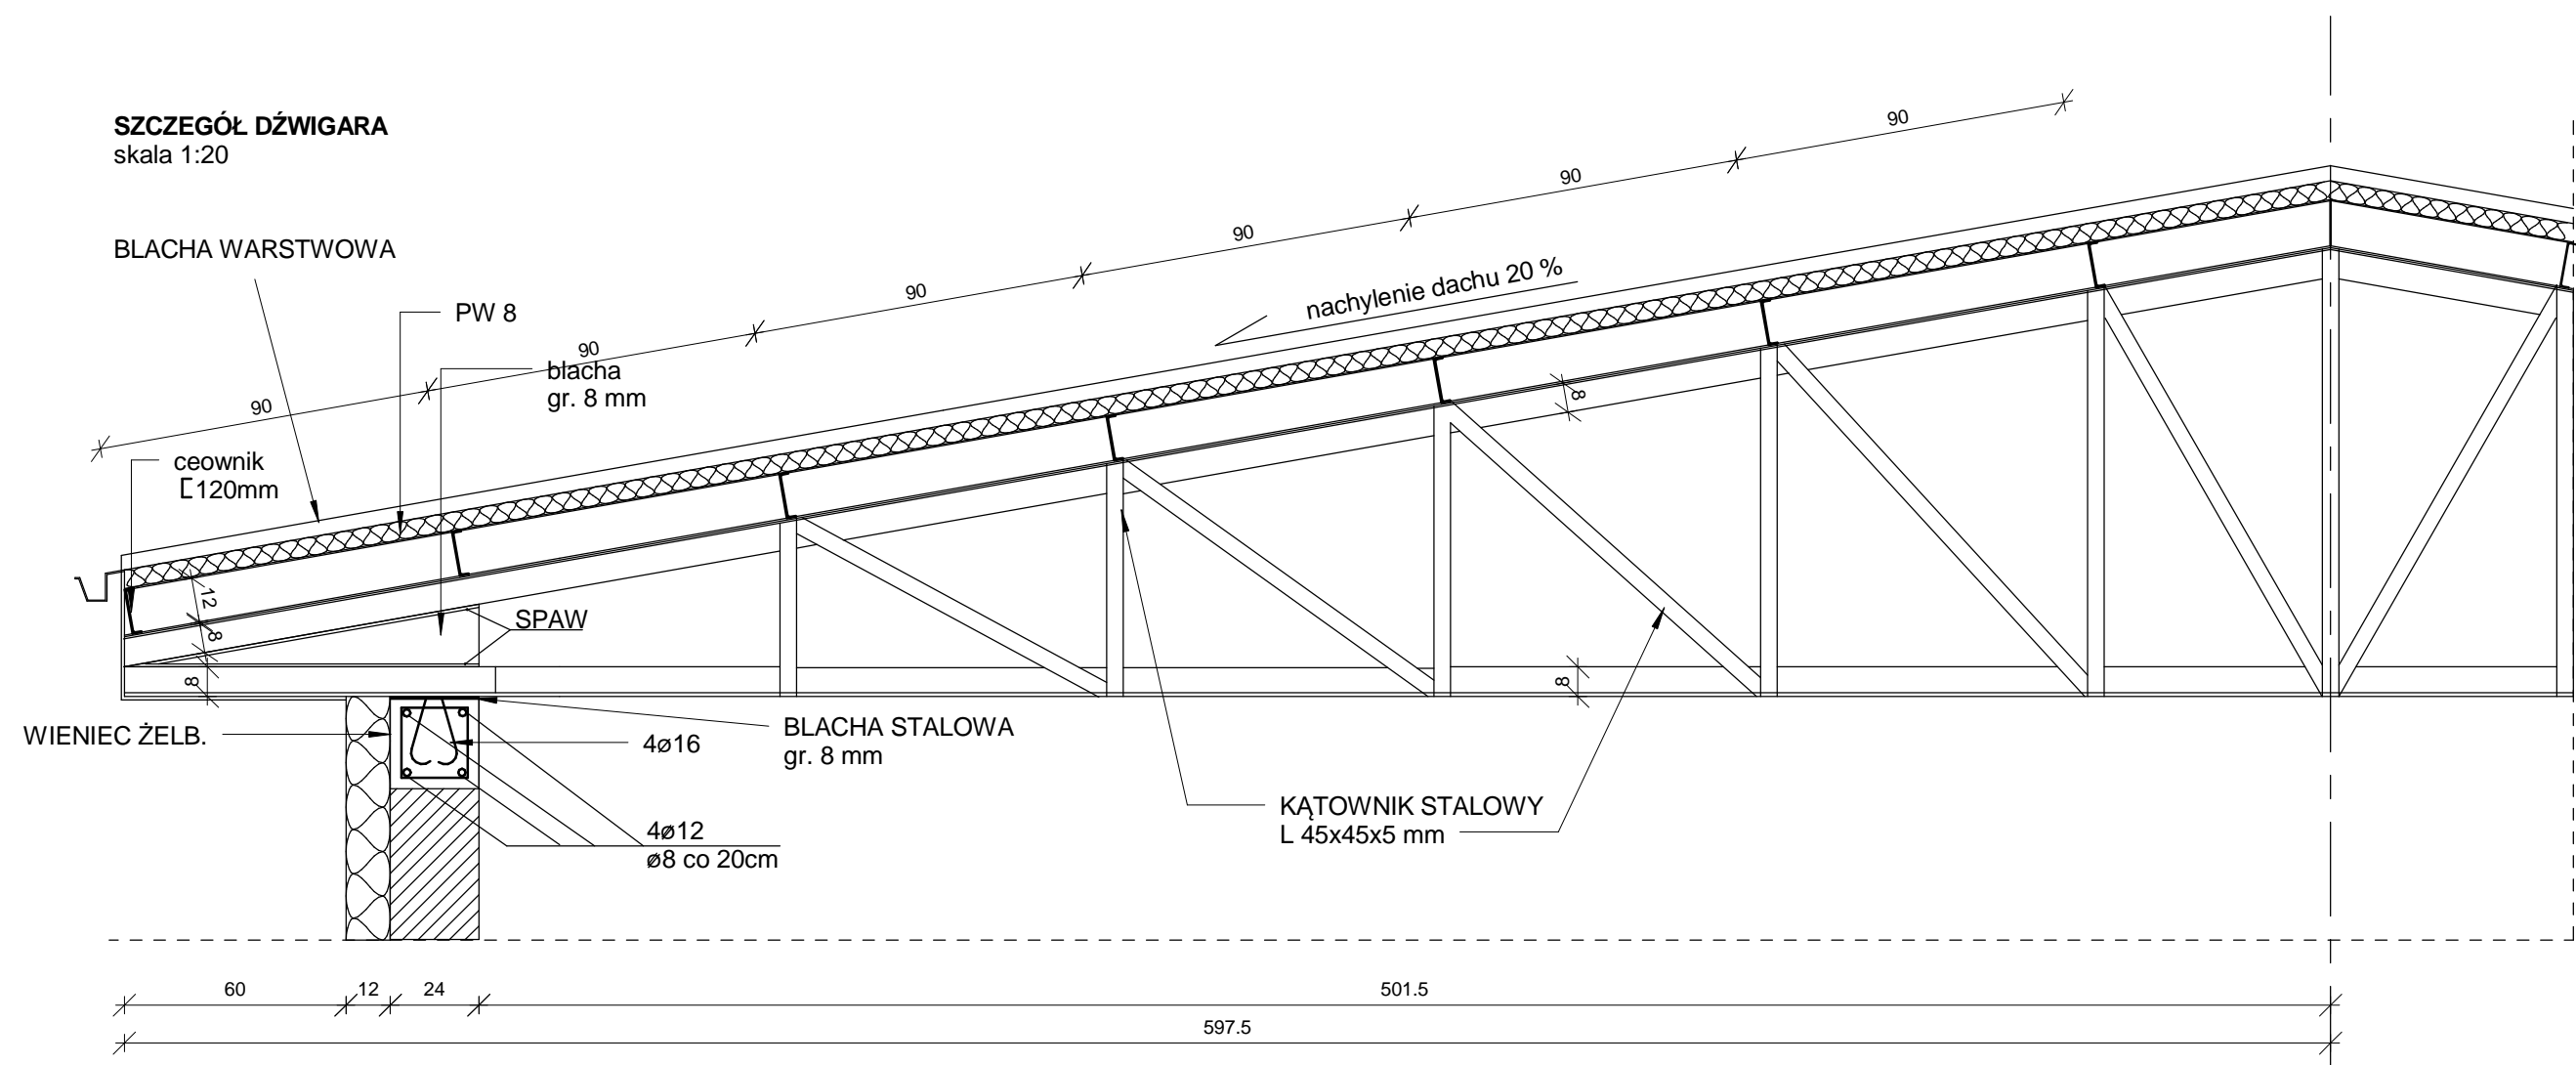 SZCZEGÓŁ DŹWIGARA
skala 1:20
BLACHA WARSTWOWA
PW 8
blacha
gr. 8 mm
ceownik
[120mm
90
90
90
90
90
90
nachylenie dachu 20 %
8
12
8
8
SPAW
8
WIENIEC ŻELB.
4ø16
BLACHA STALOWA
gr. 8 mm
4ø12
ø8 co 20cm
KĄTOWNIK STALOWY
L 45x45x5 mm
60
12
24
501.5
597.5